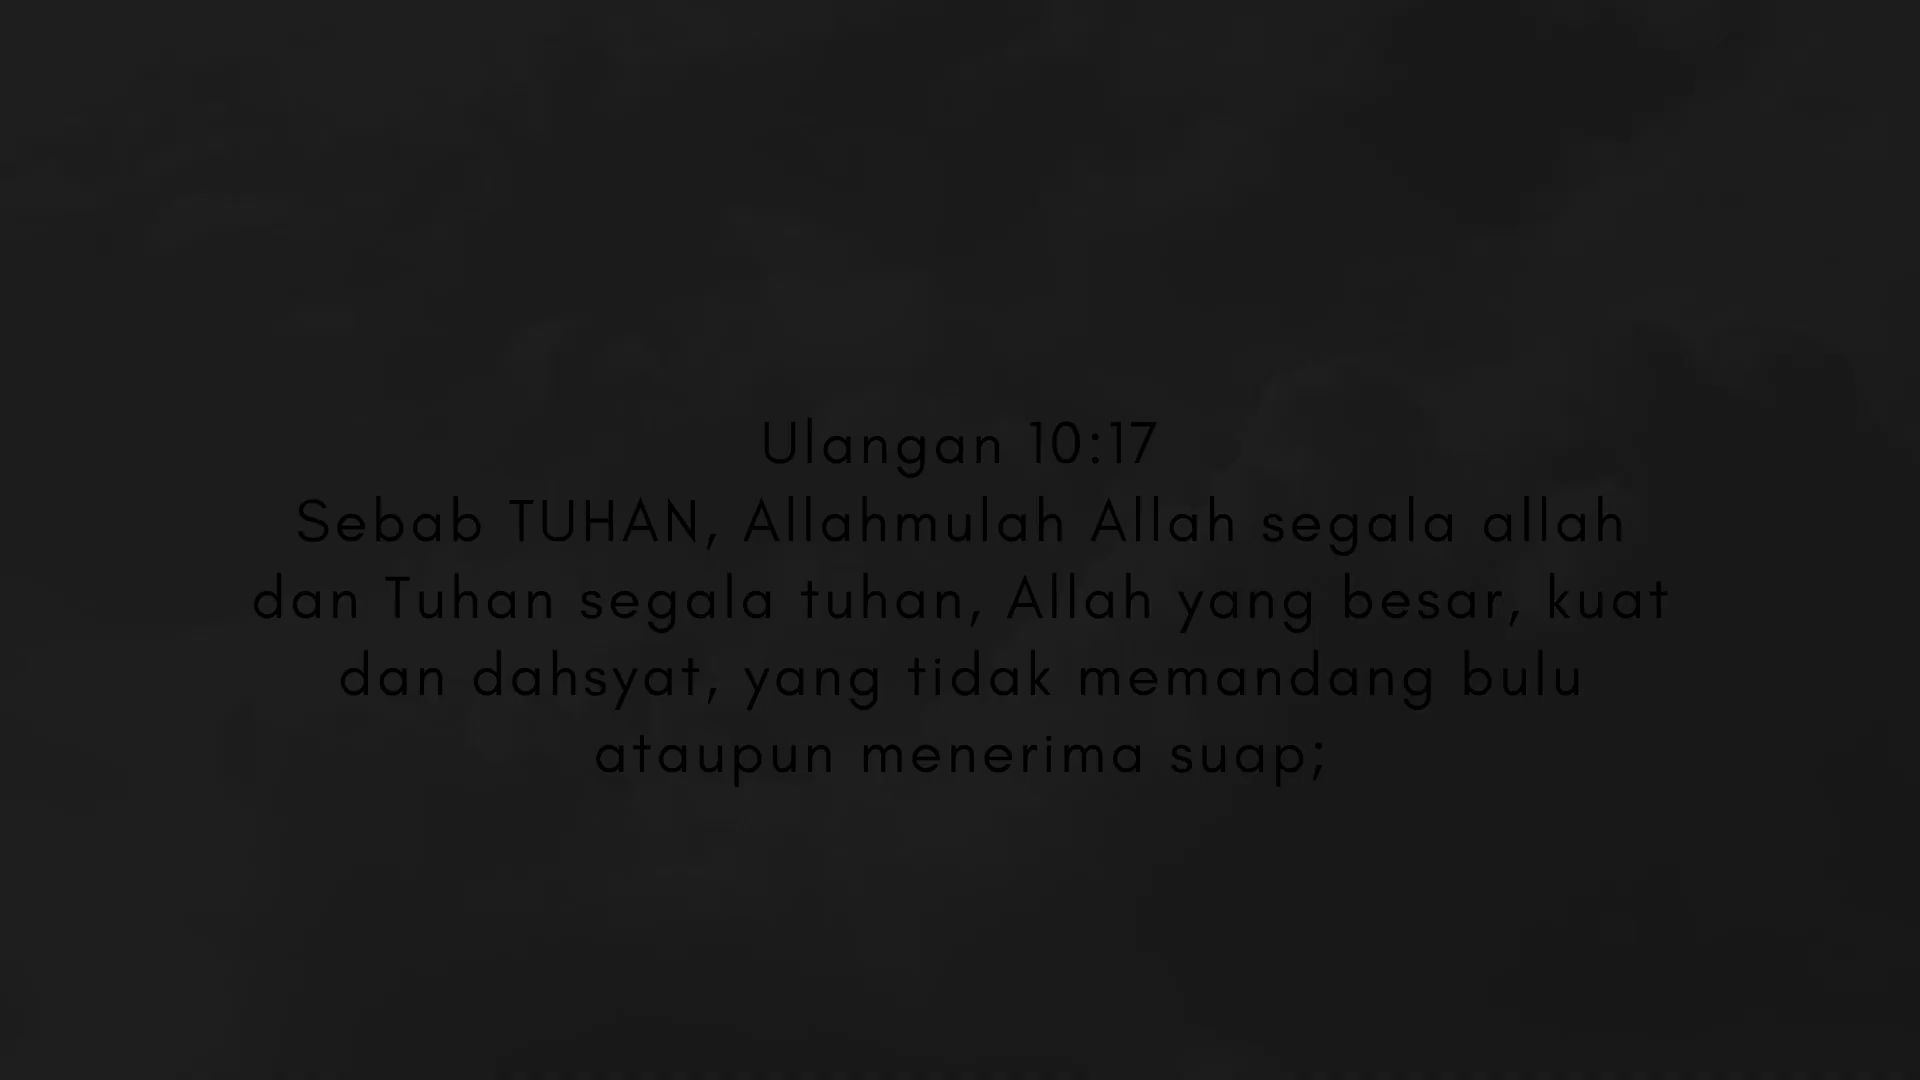 Ulangan 10:17
Sebab TUHAN, Allahmulah Allah segala allah
dan Tuhan segala tuhan, Allah yang besar, kuat
dan dahsyat, yang tidak memandang bulu
ataupun menerima suap;